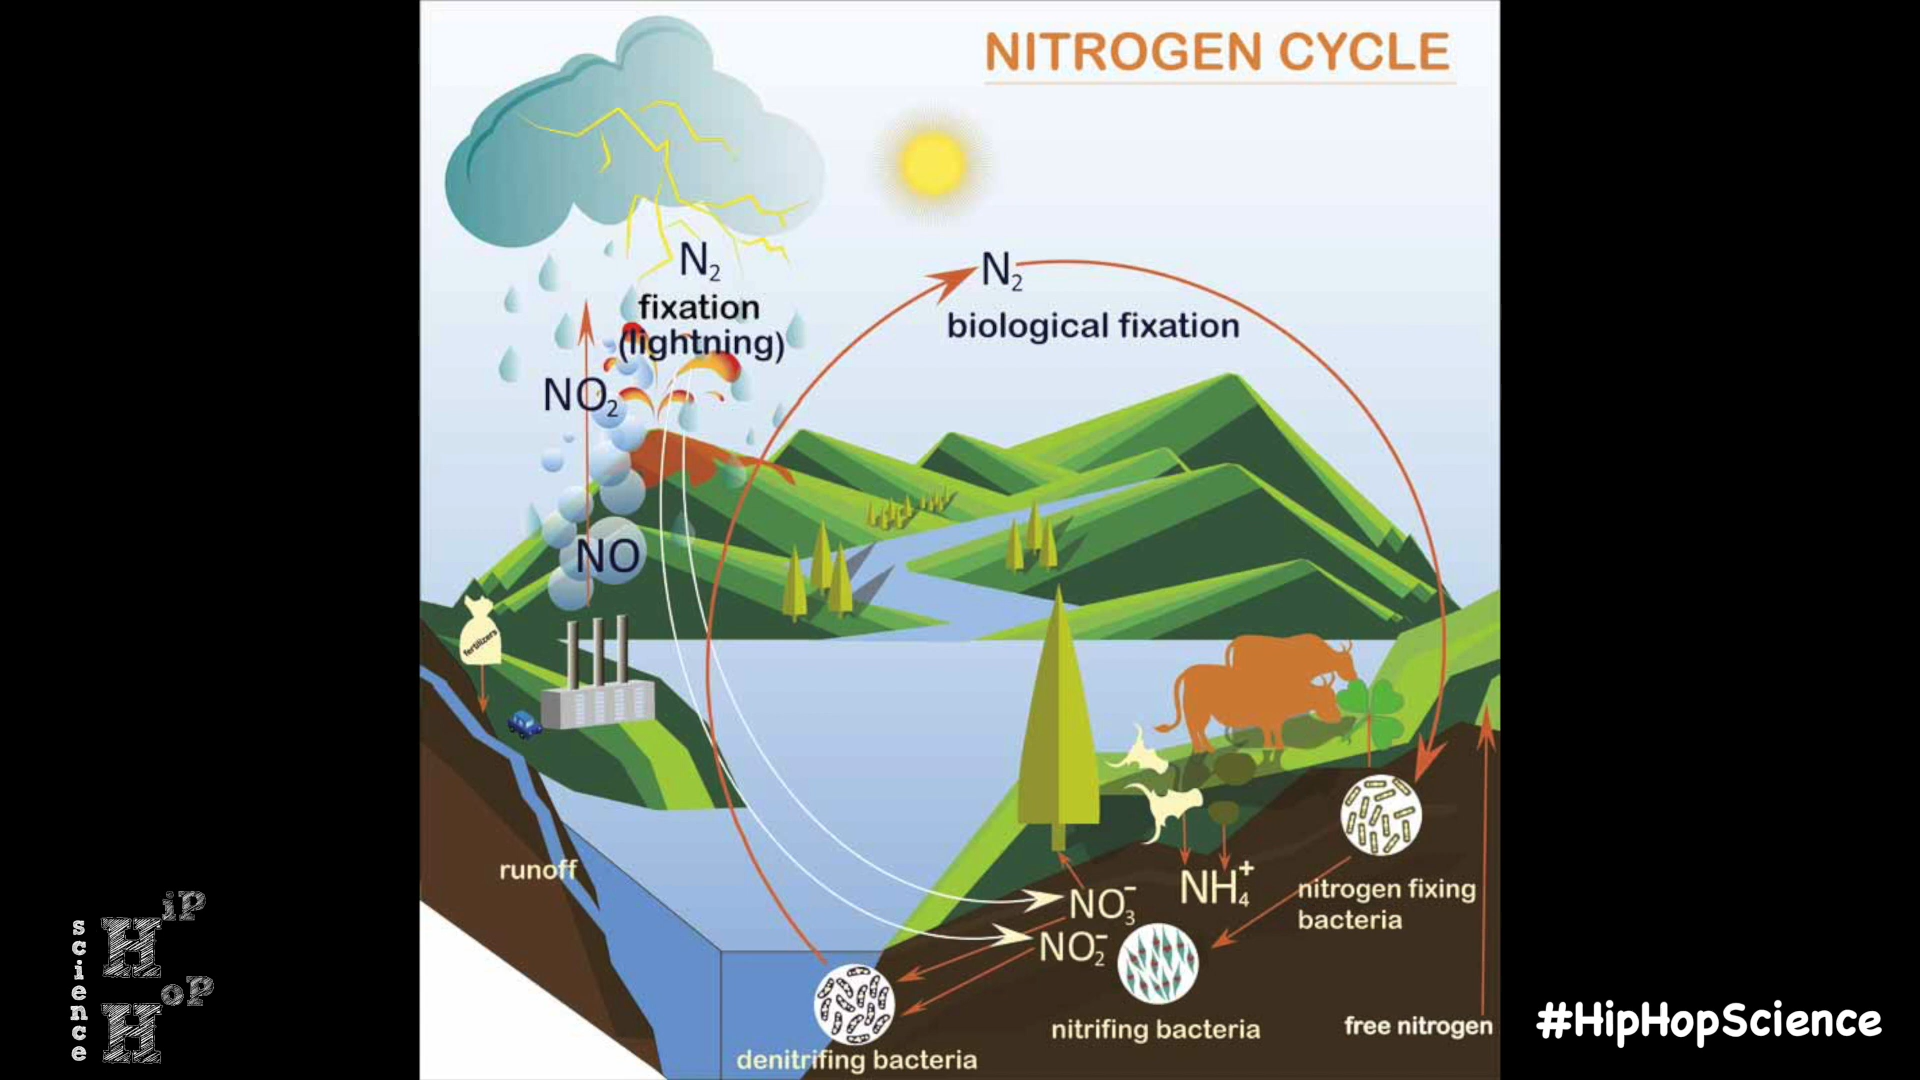 NITROGEN CYCLE
N₂
fixation
(lightning)
N₂
biological fixation
NO₂
NO
fertilizers
runoff
NO₃⁻
NO₂⁻
NH₄⁺
nitrogen fixing
bacteria
nitrifing bacteria
free nitrogen
denitrifing bacteria
science
HiP
HoP
#HipHopScience